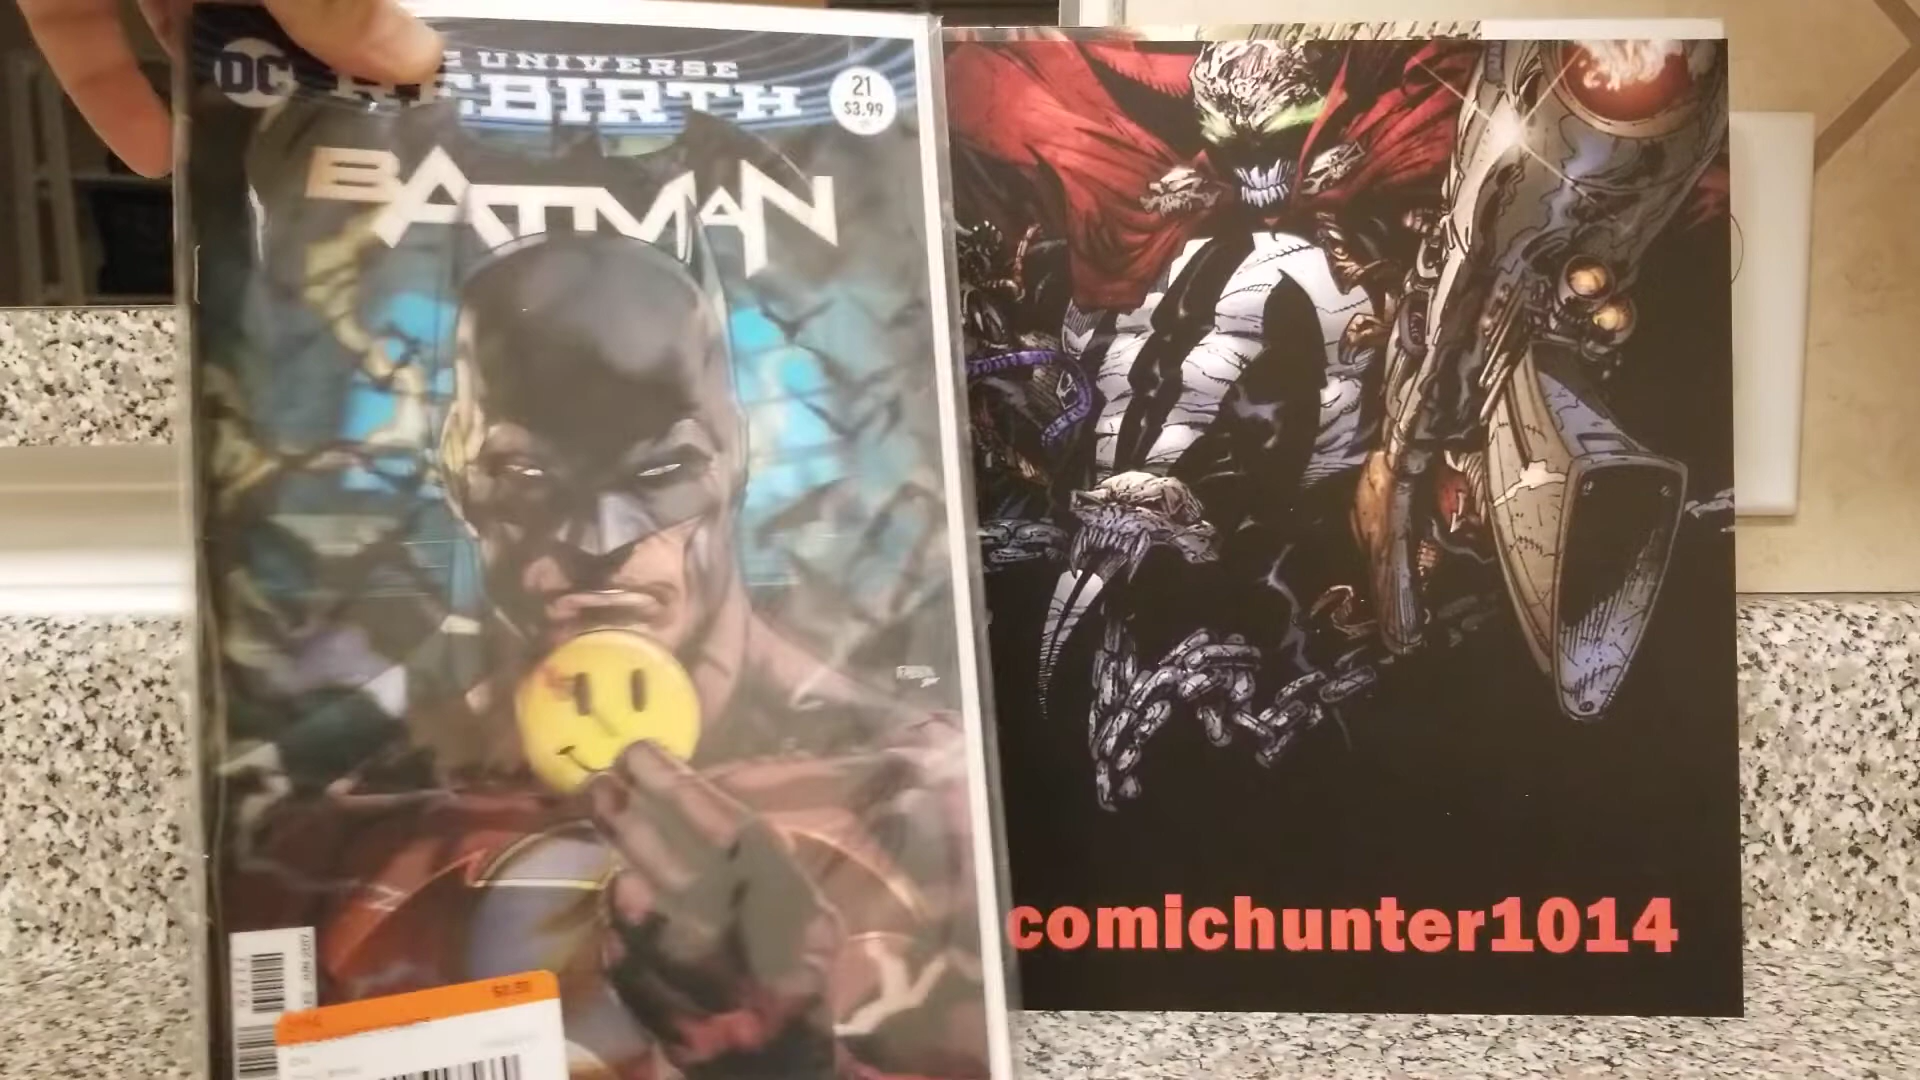 DC
UNIVERSE
REBIRTH
21
$3.99
BATMAN
comichunter1014